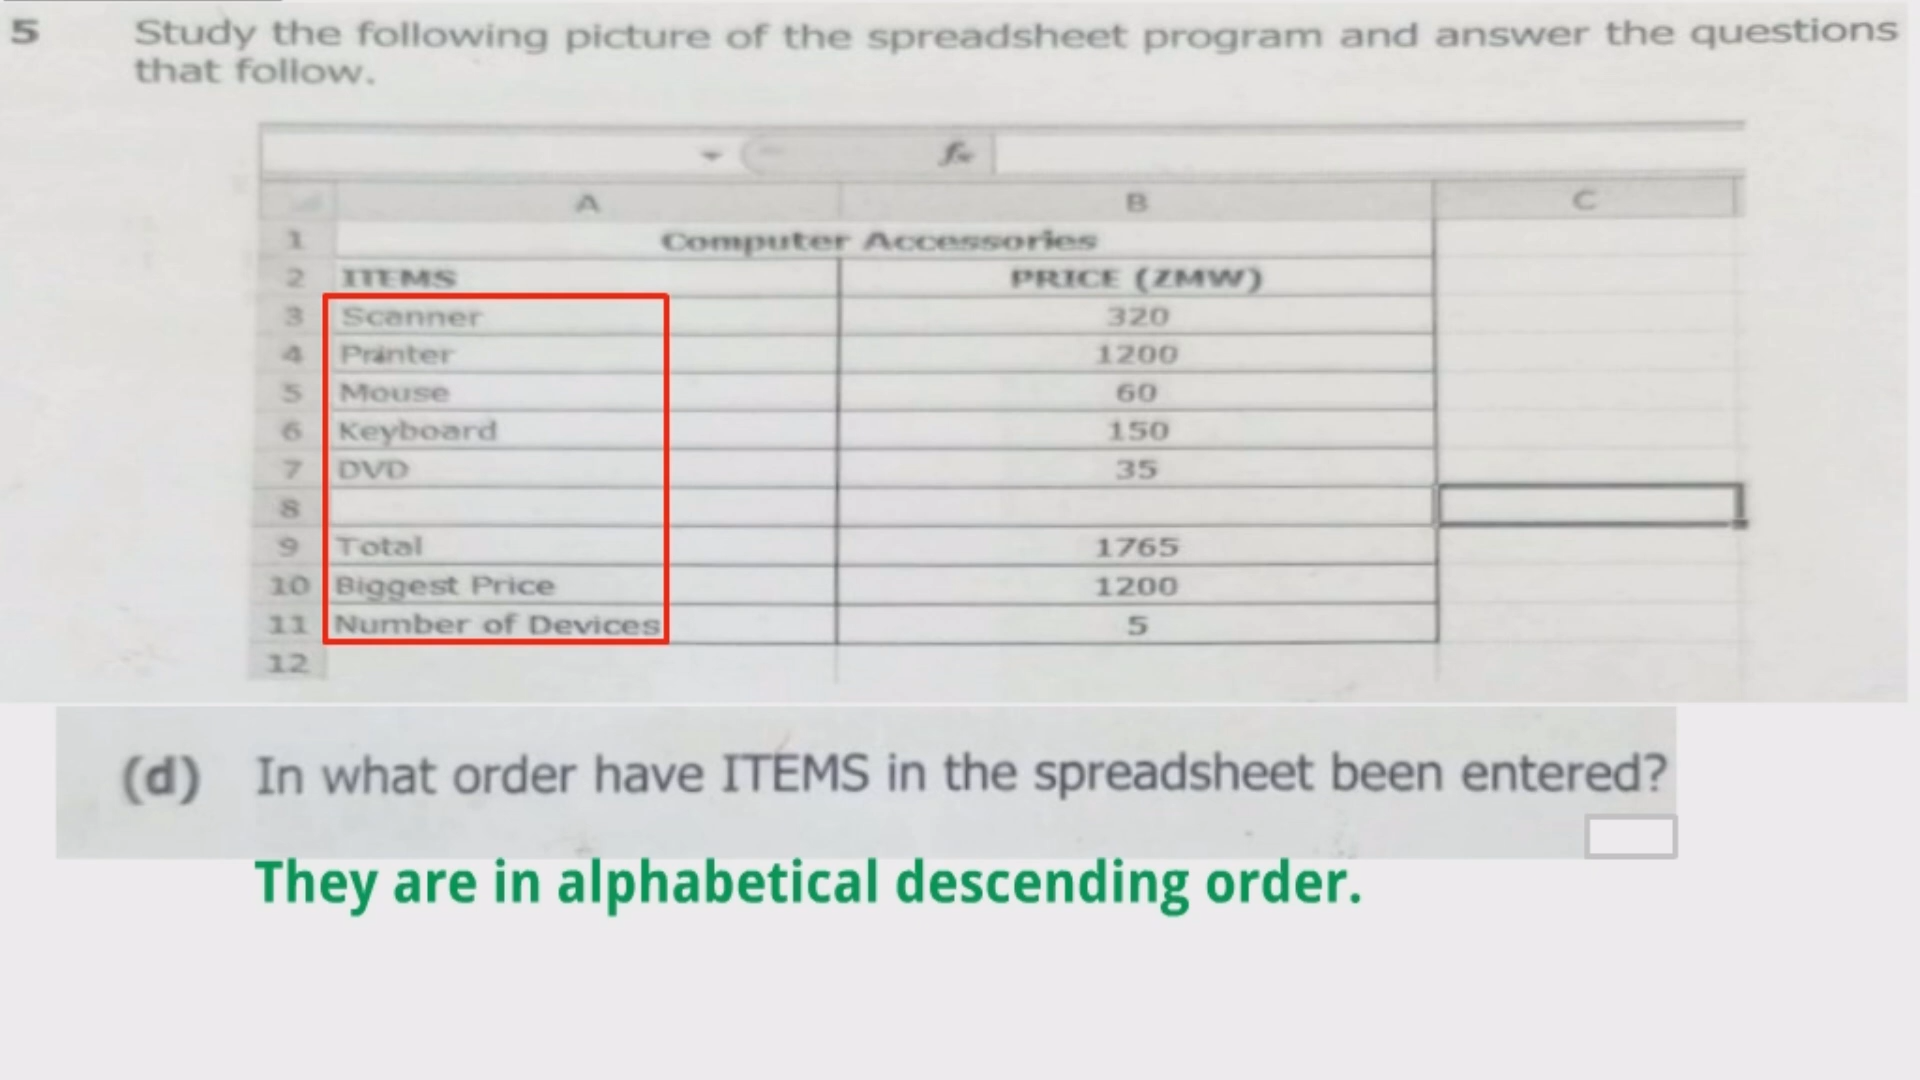 5 Study the following picture of the spreadsheet program and answer the questions
that follow.
fx
A B C
1 Computer Accessories
2 ITEMS PRICE (ZMW)
3 Scanner 320
4 Printer 1200
5 Mouse 60
6 Keyboard 150
7 DVD 35
8
9 Total 1765
10 Biggest Price 1200
11 Number of Devices 5
12
(d) In what order have ITEMS in the spreadsheet been entered?
They are in alphabetical descending order.